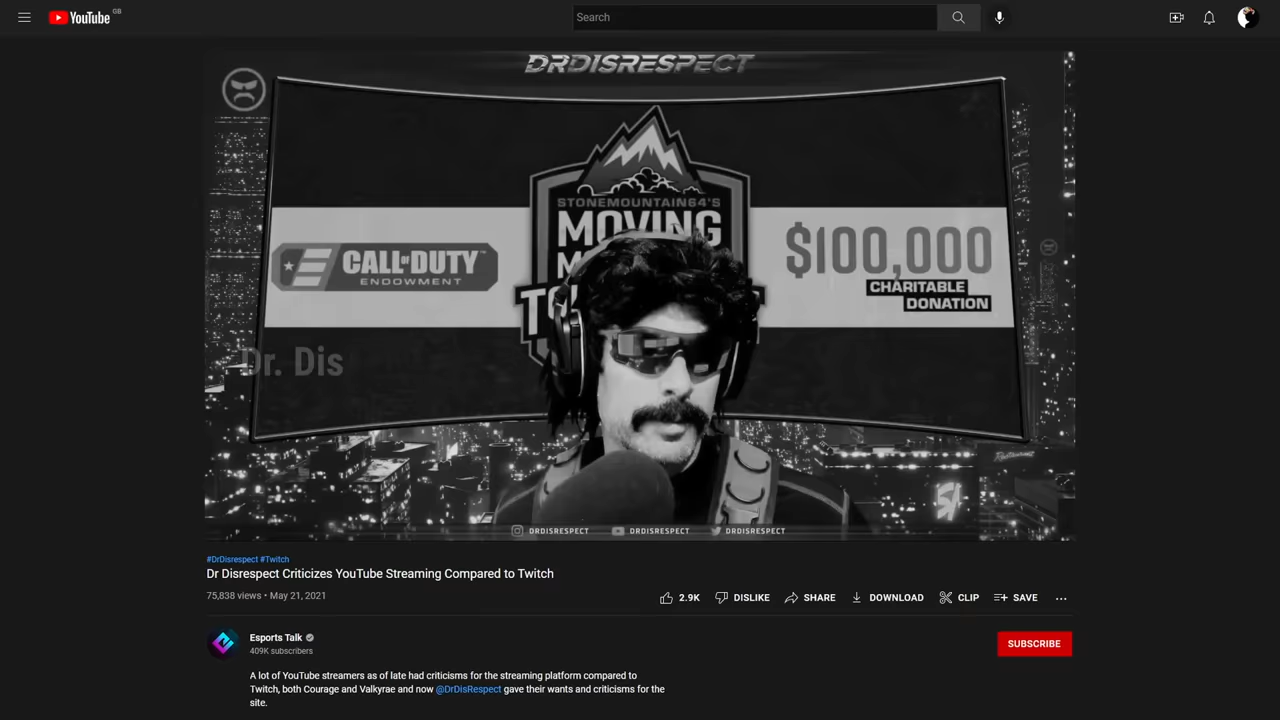 YouTube GB
Search
DRDISRESPECT
STONEMOUNTAIN64'S
MOVING
CALL OF DUTY™
ENDOWMENT
$100,000
CHARITABLE
DONATION
Dr. Dis
DRDISRESPECT DRDISRESPECT DRDISRESPECT
#DrDisrespect #Twitch
Dr Disrespect Criticizes YouTube Streaming Compared to Twitch
75,838 views • May 21, 2021
2.9K DISLIKE SHARE DOWNLOAD CLIP SAVE ...
Esports Talk
409K subscribers
SUBSCRIBE
A lot of YouTube streamers as of late had criticisms for the streaming platform compared to
Twitch, both Courage and Valkyrae and now @DrDisRespect gave their wants and criticisms for the
site.